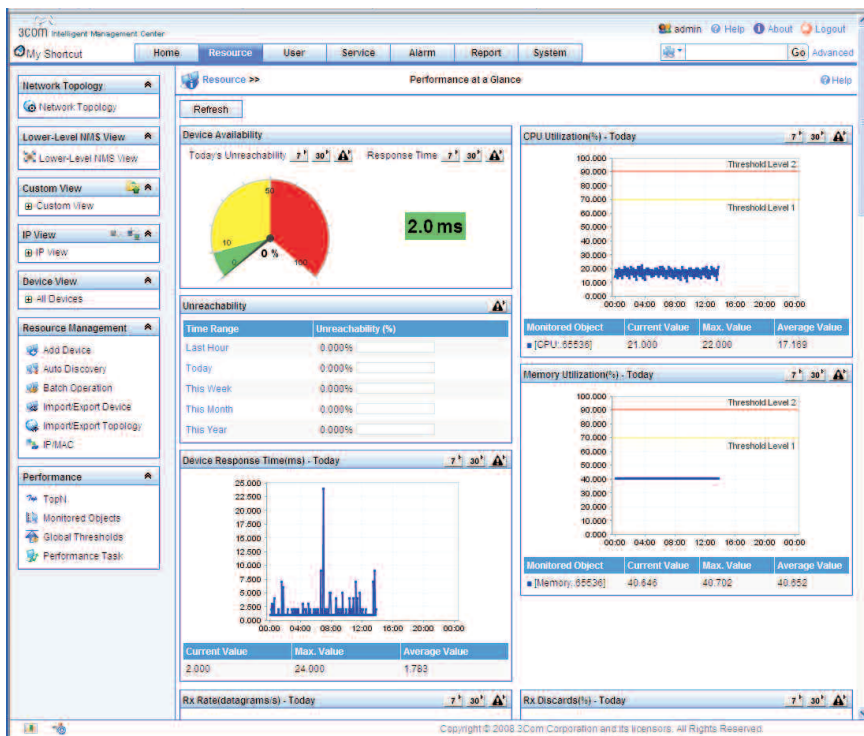 3COM Intelligent Management Center
admin Help About Logout
My Shortcut
Home Resource User Service Alarm Report System
Go Advanced
Network Topology
Network Topology
Lower-Level NMS View
Lower-Level NMS View
Custom View
Custom View
IP View
IP View
Device View
All Devices
Resource Management
Add Device
Auto Discovery
Batch Operation
Import/Export Device
Import/Export Topology
IP/MAC
Performance
TopN
Monitored Objects
Global Thresholds
Performance Task
Resource >> Performance at a Glance Help
Refresh
Device Availability
Today's Unreachability 7 30 Response Time 7 30
50
10
0
0 %
100
2.0 ms
Unreachability
Time Range Unreachability (%)
Last Hour 0.000%
Today 0.000%
This Week 0.000%
This Month 0.000%
This Year 0.000%
Device Response Time(ms) - Today 7 30
25.000
22.500
20.000
17.500
15.000
12.500
10.000
7.500
5.000
2.500
0.000
00:00 04:00 08:00 12:00 16:00 20:00 00:00
Current Value Max. Value Average Value
2.000 24.000 1.783
Rx Rate(datagrams/s) - Today 7 30
CPU Utilization(%) - Today 7 30
100.000
90.000
80.000
70.000
60.000
50.000
40.000
30.000
20.000
10.000
0.000
Threshold Level 2
Threshold Level 1
00:00 04:00 08:00 12:00 16:00 20:00 00:00
Monitored Object Current Value Max. Value Average Value
[CPU:.65536] 21.000 22.000 17.169
Memory Utilization(%) - Today 7 30
100.000
90.000
80.000
70.000
60.000
50.000
40.000
30.000
20.000
10.000
0.000
Threshold Level 2
Threshold Level 1
00:00 04:00 08:00 12:00 16:00 20:00 00:00
Monitored Object Current Value Max. Value Average Value
[Memory:.65536] 40.646 40.702 40.652
Rx Discards(%) - Today 7 30
Copyright © 2008 3Com Corporation and its licensors. All Rights Reserved.